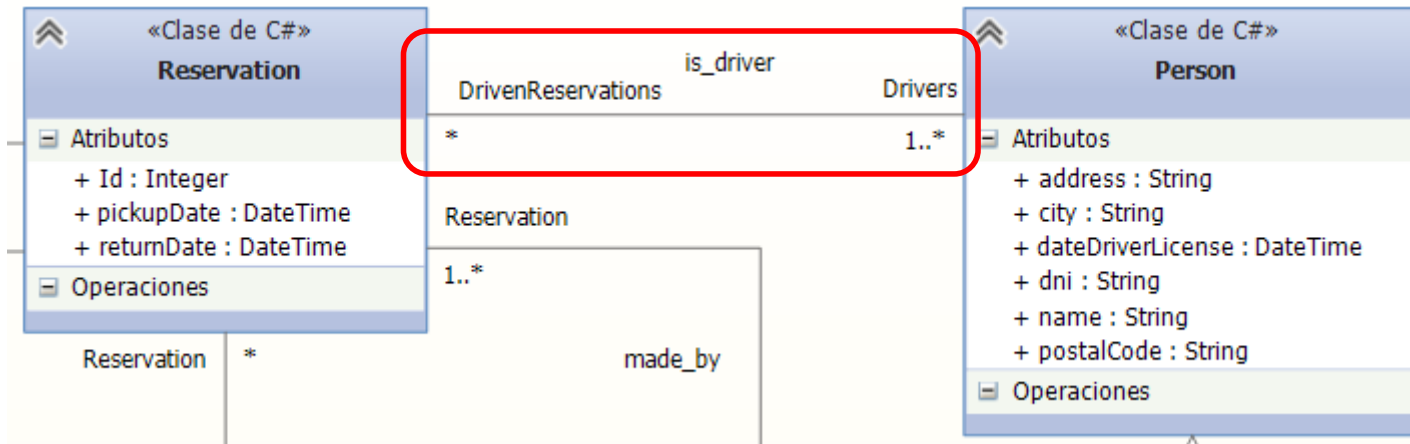 «Clase de C#»
Reservation
Atributos
+ Id : Integer
+ pickupDate : DateTime
+ returnDate : DateTime
Operaciones
is_driver
DrivenReservations
Drivers
*
1..*
Reservation
1..*
made_by
Reservation
*
«Clase de C#»
Person
Atributos
+ address : String
+ city : String
+ dateDriverLicense : DateTime
+ dni : String
+ name : String
+ postalCode : String
Operaciones